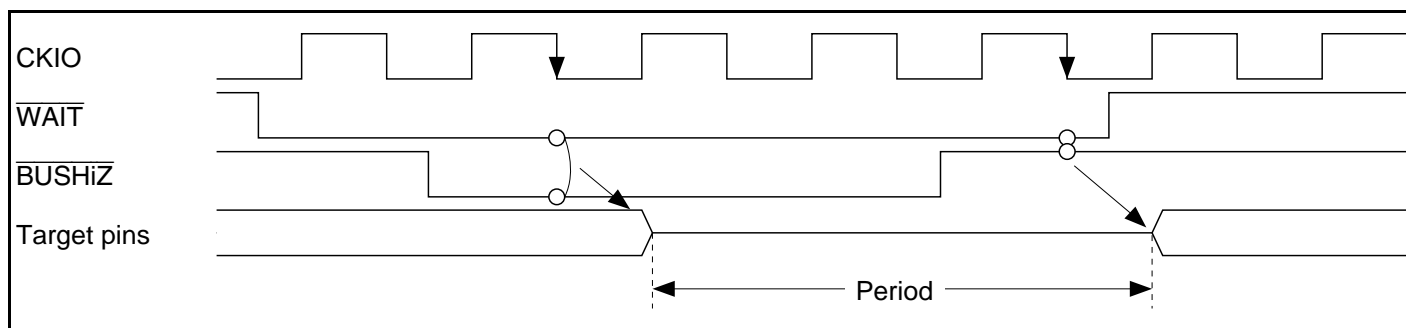 CKIO
WAIT
BUSHiZ
Target pins
Period